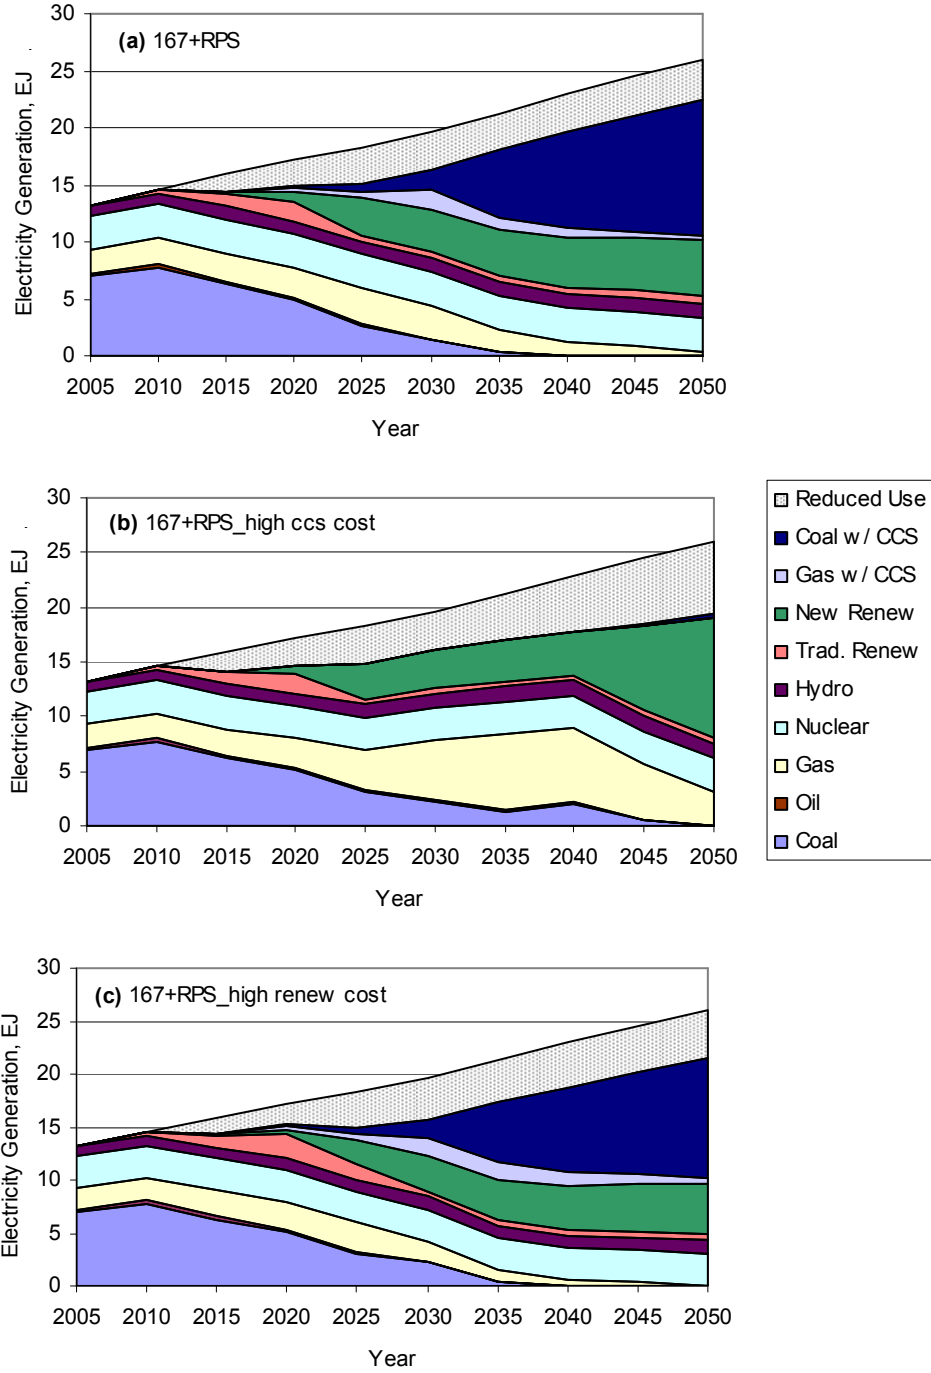 (a) 167+RPS
Electricity Generation, EJ
30
25
20
15
10
5
0
2005 2010 2015 2020 2025 2030 2035 2040 2045 2050
Year
(b) 167+RPS_high ccs cost
Electricity Generation, EJ
30
25
20
15
10
5
0
2005 2010 2015 2020 2025 2030 2035 2040 2045 2050
Year
Reduced Use
Coal w / CCS
Gas w / CCS
New Renew
Trad. Renew
Hydro
Nuclear
Gas
Oil
Coal
(c) 167+RPS_high renew cost
Electricity Generation, EJ
30
25
20
15
10
5
0
2005 2010 2015 2020 2025 2030 2035 2040 2045 2050
Year